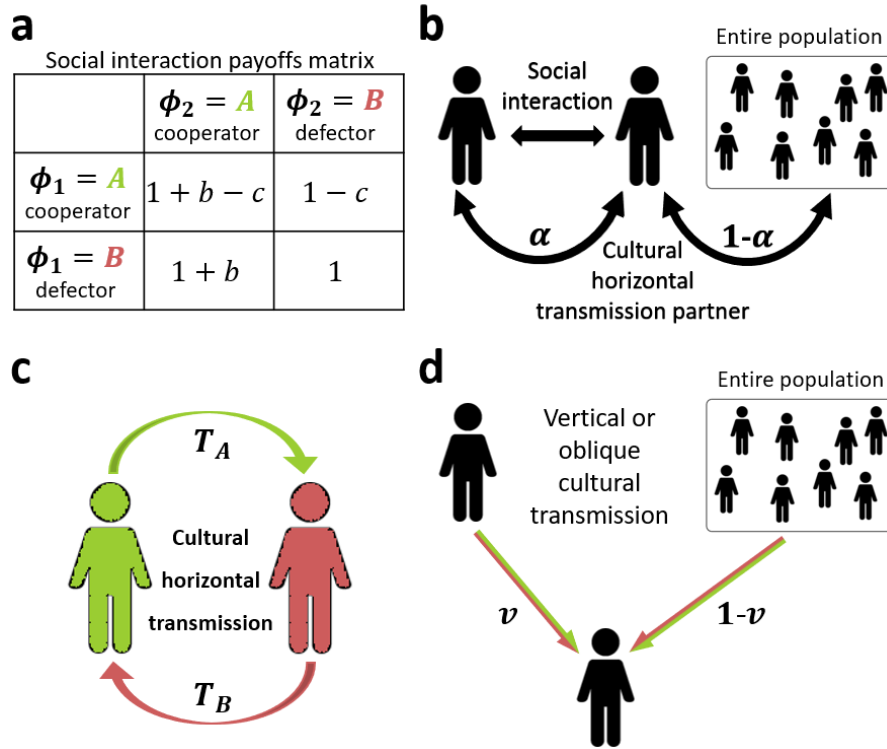 a
Social interaction payoffs matrix
ϕ₂ = A
cooperator
ϕ₂ = B
defector
ϕ₁ = A
cooperator
1 + b − c
1 − c
ϕ₁ = B
defector
1 + b
1
b
Social
interaction
Entire population
α
1-α
Cultural
horizontal
transmission partner
c
T_A
Cultural
horizontal
transmission
T_B
d
Vertical or
oblique
cultural
transmission
Entire population
v
1-v